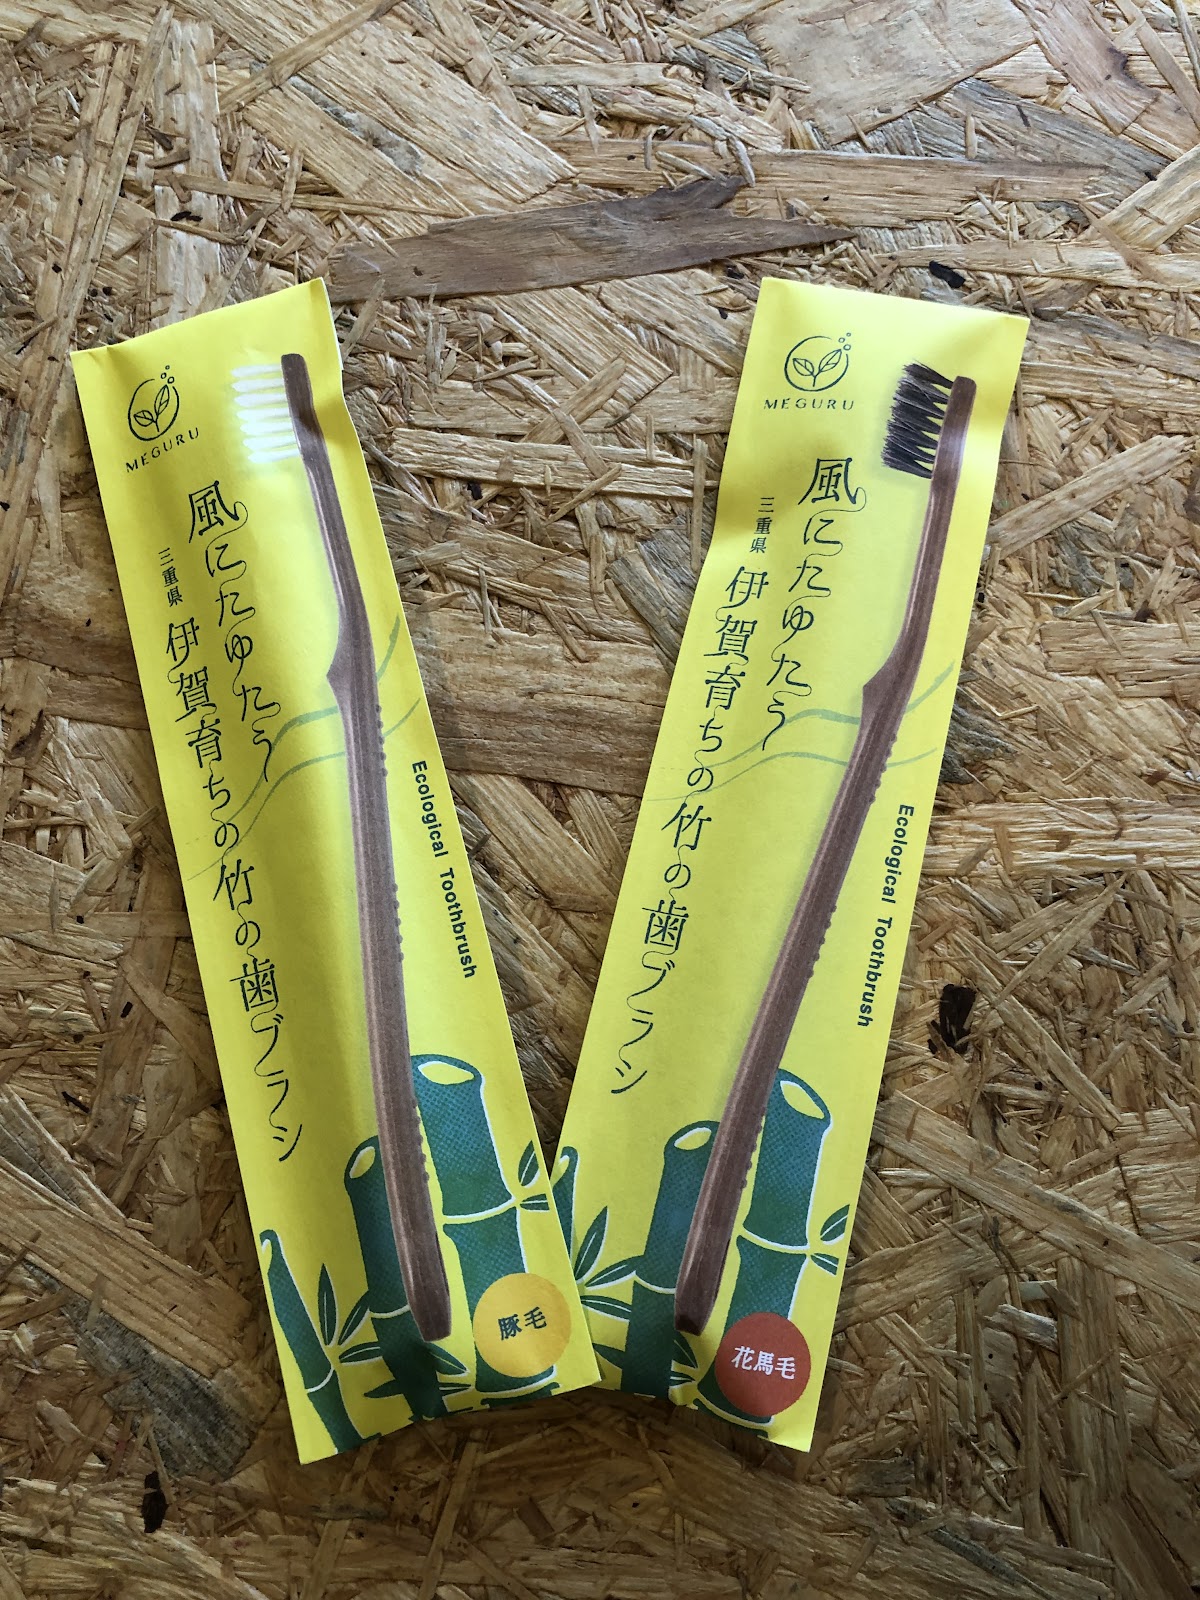 MEGURU
風にたゆたう
三重県
伊賀育ちの竹の歯ブラシ
Ecological Toothbrush
豚毛
MEGURU
風にたゆたう
三重県
伊賀育ちの竹の歯ブラシ
Ecological Toothbrush
花馬毛